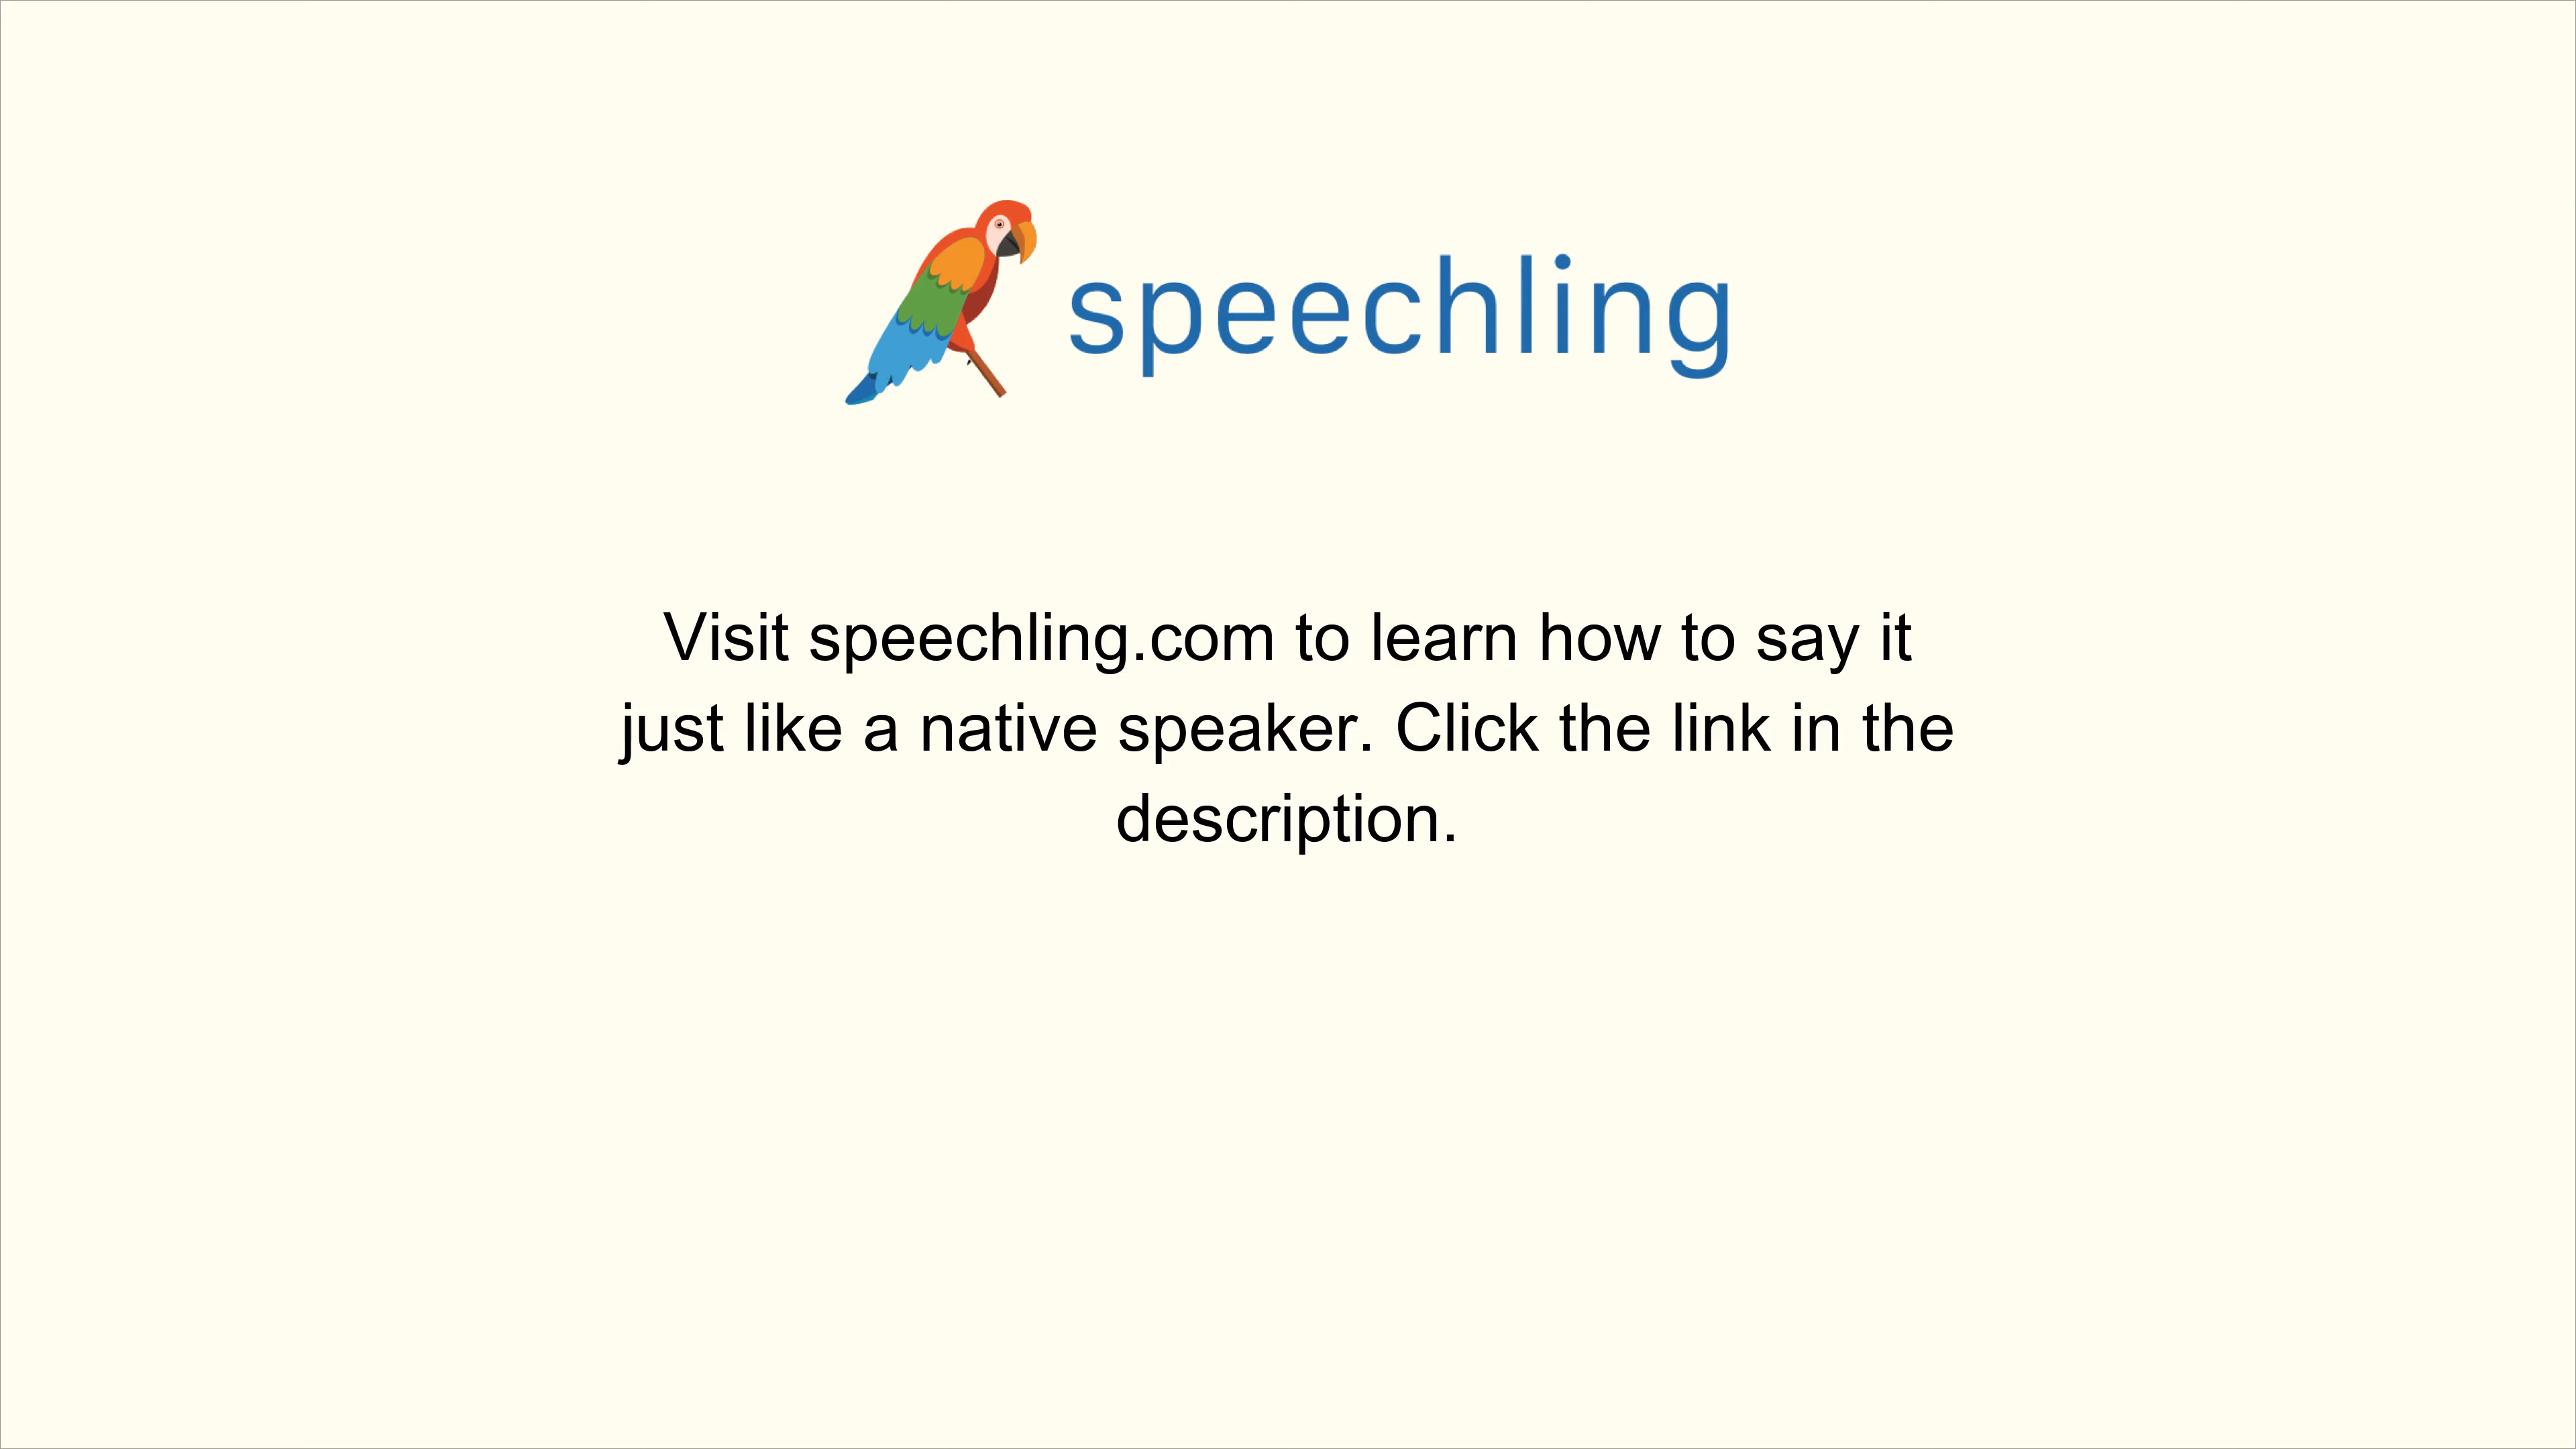 speechling
Visit speechling.com to learn how to say it
just like a native speaker. Click the link in the
description.